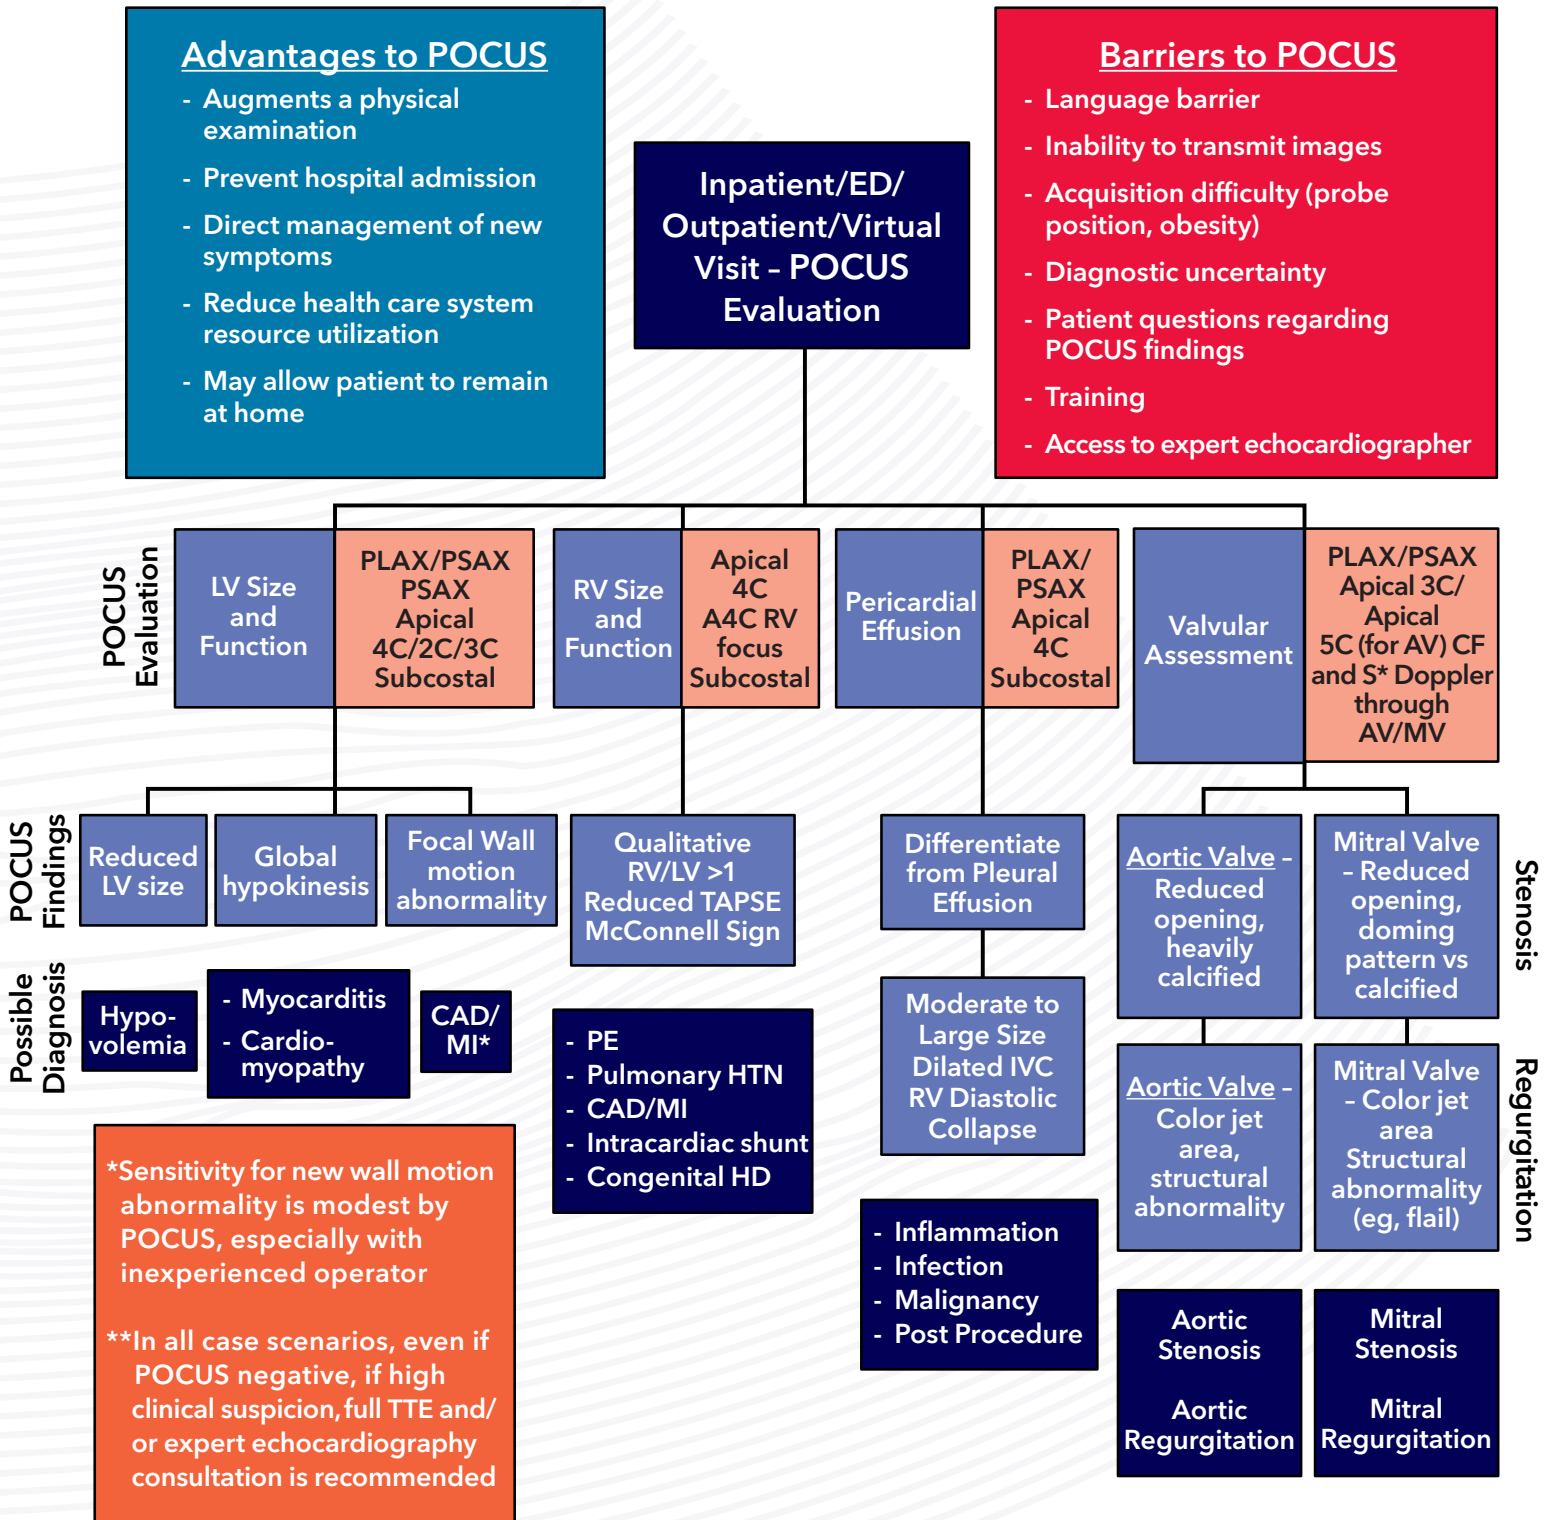 Advantages to POCUS
- Augments a physical
examination
- Prevent hospital admission
- Direct management of new
symptoms
- Reduce health care system
resource utilization
- May allow patient to remain
at home
Inpatient/ED/
Outpatient/Virtual
Visit – POCUS
Evaluation
Barriers to POCUS
- Language barrier
- Inability to transmit images
- Acquisition difficulty (probe
position, obesity)
- Diagnostic uncertainty
- Patient questions regarding
POCUS findings
- Training
- Access to expert echocardiographer
POCUS
Evaluation
LV Size
and
Function
PLAX/PSAX
PSAX
Apical
4C/2C/3C
Subcostal
RV Size
and
Function
Apical
4C
A4C RV
focus
Subcostal
Pericardial
Effusion
PLAX/
PSAX
Apical
4C
Subcostal
Valvular
Assessment
PLAX/PSAX
Apical 3C/
Apical
5C (for AV) CF
and S* Doppler
through
AV/MV
POCUS
Findings
Reduced
LV size
Global
hypokinesis
Focal Wall
motion
abnormality
Qualitative
RV/LV >1
Reduced TAPSE
McConnell Sign
Differentiate
from Pleural
Effusion
Moderate to
Large Size
Dilated IVC
RV Diastolic
Collapse
Aortic Valve –
Reduced
opening,
heavily
calcified
Mitral Valve
– Reduced
opening,
doming
pattern vs
calcified
Stenosis
Aortic Valve –
Color jet
area,
structural
abnormality
Mitral Valve
– Color jet
area
Structural
abnormality
(eg, flail)
Regurgitation
Possible
Diagnosis
Hypo-
volemia
- Myocarditis
- Cardio-
myopathy
CAD/
MI*
- PE
- Pulmonary HTN
- CAD/MI
- Intracardiac shunt
- Congenital HD
- Inflammation
- Infection
- Malignancy
- Post Procedure
Aortic
Stenosis
Aortic
Regurgitation
Mitral
Stenosis
Mitral
Regurgitation
*Sensitivity for new wall motion
abnormality is modest by
POCUS, especially with
inexperienced operator
**In all case scenarios, even if
POCUS negative, if high
clinical suspicion, full TTE and/
or expert echocardiography
consultation is recommended